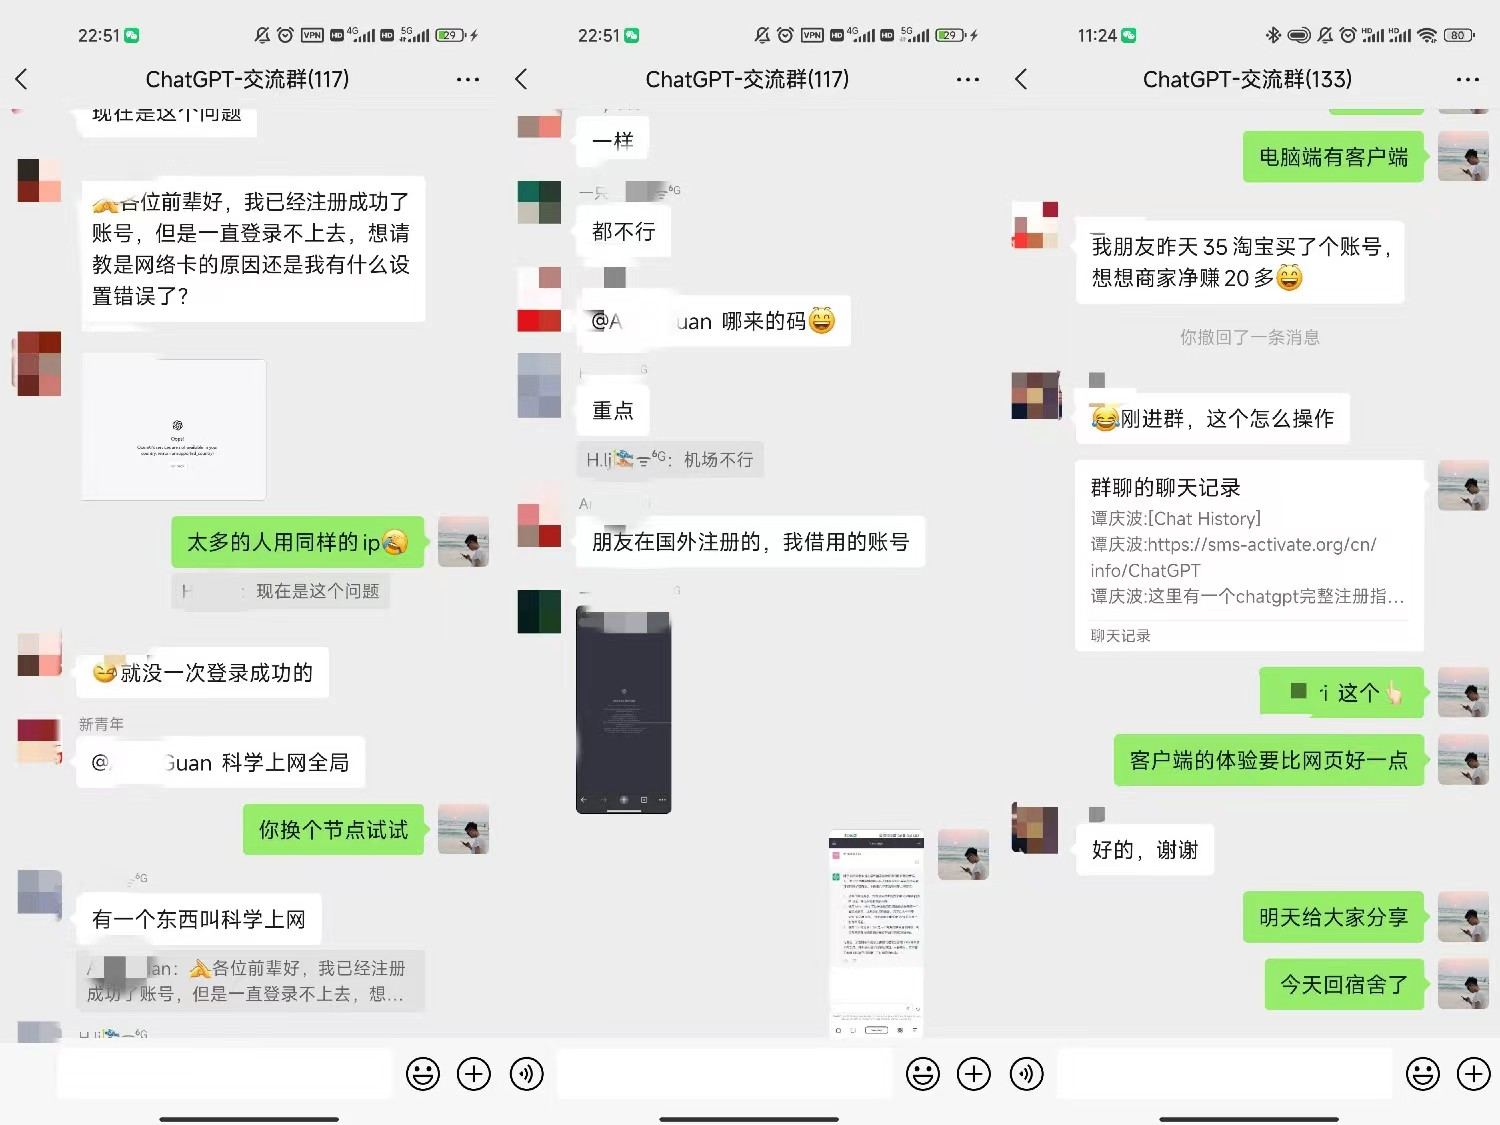 22:51
VPN
HD
4G
HD
5G
29
ChatGPT-交流群(117)
现在是这个问题
各位前辈好，我已经注册成功了
账号，但是一直登录不上去，想请
教是网络卡的原因还是我有什么设
置错误了？
Oops!
太多的人用同样的ip
现在是这个问题
就没一次登录成功的
新青年
@ Guan 科学上网全局
你换个节点试试
6G
有一个东西叫科学上网
an：各位前辈好，我已经注册
成功了账号，但是一直登录不上去，想...
6G
22:51
VPN
HD
4G
HD
5G
29
ChatGPT-交流群(117)
一样
一只
6G
都不行
@A uan 哪来的码
G
重点
H.lj 6G：机场不行
朋友在国外注册的，我借用的账号
G
11:24
HD
HD
80
ChatGPT-交流群(133)
电脑端有客户端
我朋友昨天35淘宝买了个账号，
想想商家净赚20多
你撤回了一条消息
刚进群，这个怎么操作
群聊的聊天记录
谭庆波:[Chat History]
谭庆波:https://sms-activate.org/cn/
info/ChatGPT
谭庆波:这里有一个chatgpt完整注册指...
聊天记录
ri 这个
客户端的体验要比网页好一点
好的，谢谢
明天给大家分享
今天回宿舍了